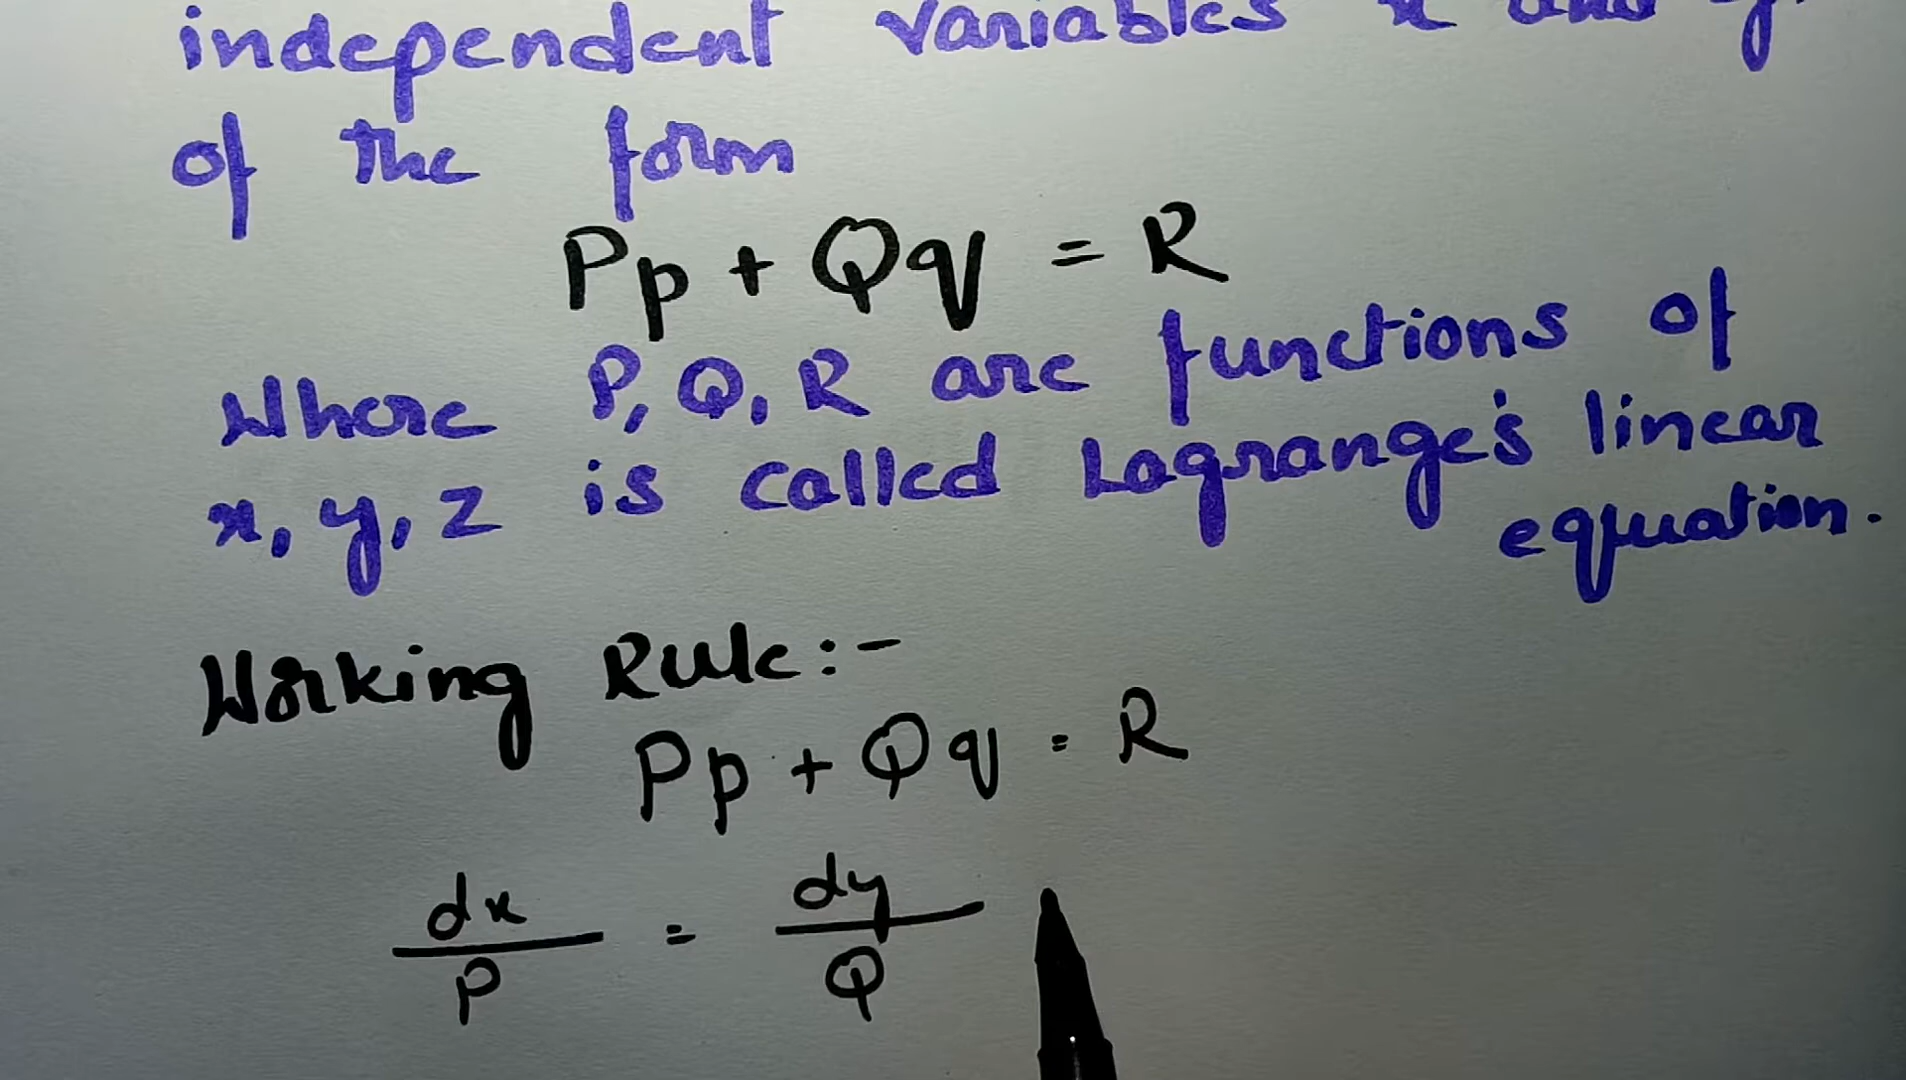 independent variables x and y.
of the form
Pp + Qq = R
Where P, Q, R are functions of
x, y, z is called Lagrange's linear
equation.
Working Rule:-
Pp + Qq = R
dx/P = dy/Q